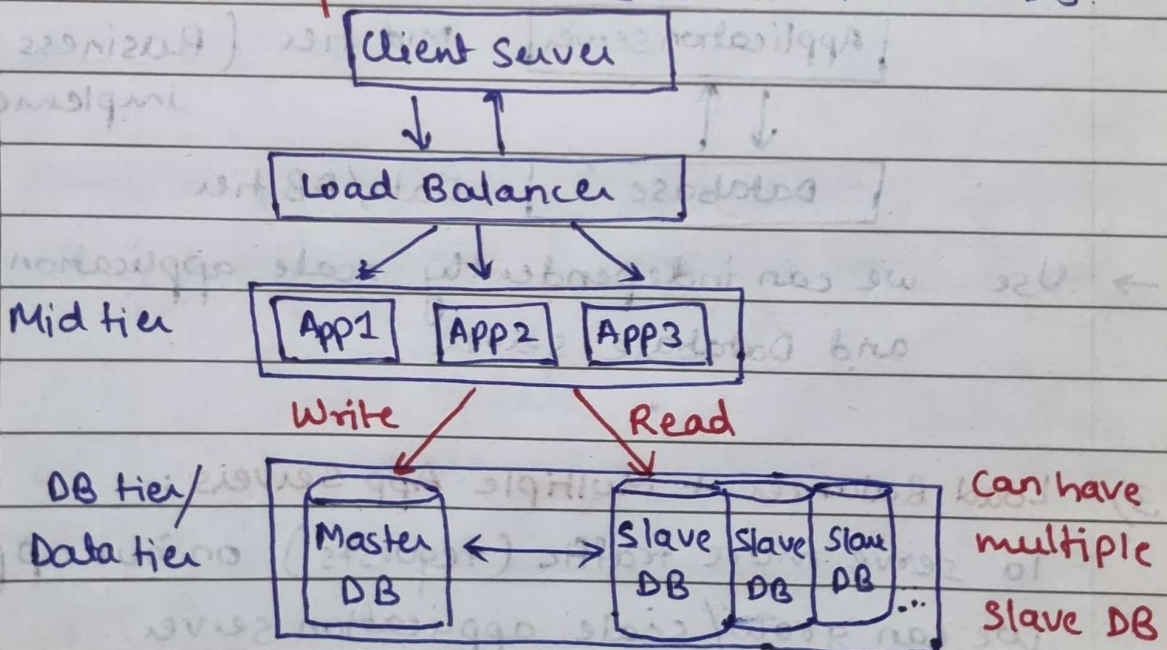 Client Server
Load Balancer
Mid tier
App1 App2 App3
Write Read
DB tier/
Data tier
Master
DB
Slave
DB
Slave
DB
Slave
DB
...
Can have
multiple
Slave DB